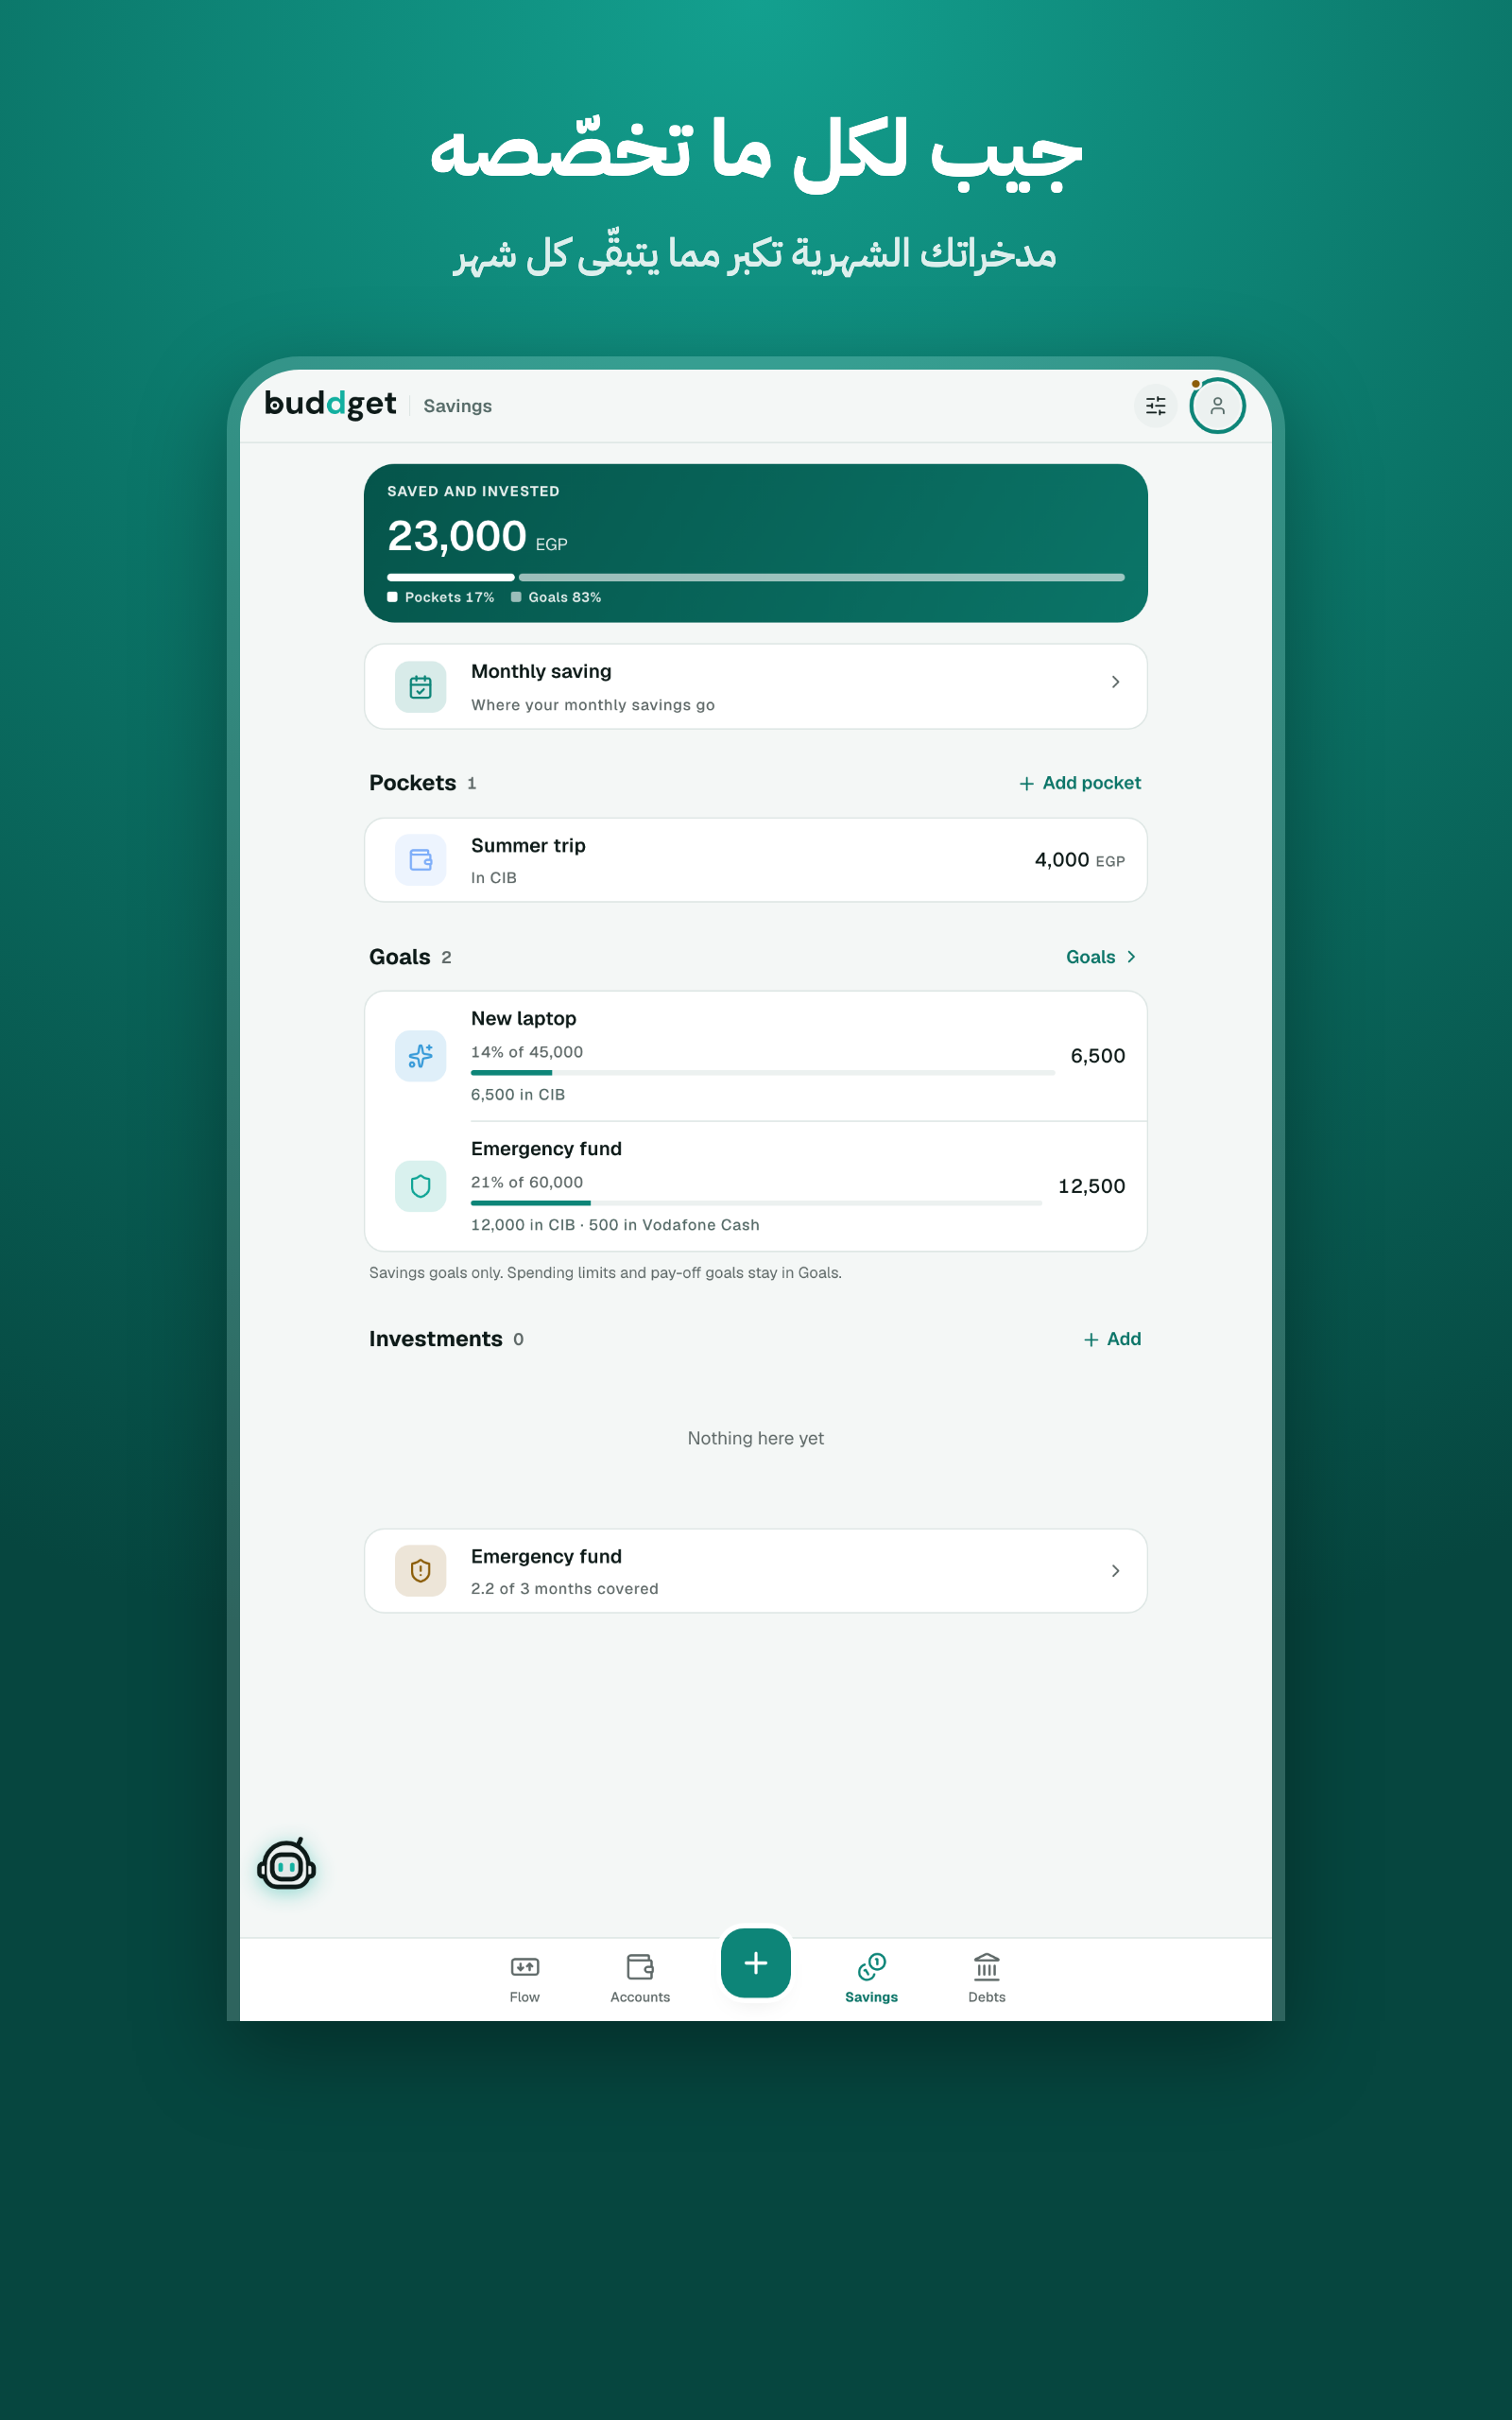 جيب لكل ما تخصّصه
مدخراتك الشهرية تكبر مما يتبقّى كل شهر
buddget
Savings
SAVED AND INVESTED
23,000 EGP
Pockets 17% Goals 83%
Monthly saving
Where your monthly savings go
Pockets 1
+ Add pocket
Summer trip
In CIB
4,000 EGP
Goals 2
Goals
New laptop
14% of 45,000
6,500
6,500 in CIB
Emergency fund
21% of 60,000
12,500
12,000 in CIB · 500 in Vodafone Cash
Savings goals only. Spending limits and pay-off goals stay in Goals.
Investments 0
+ Add
Nothing here yet
Emergency fund
2.2 of 3 months covered
Flow
Accounts
Savings
Debts